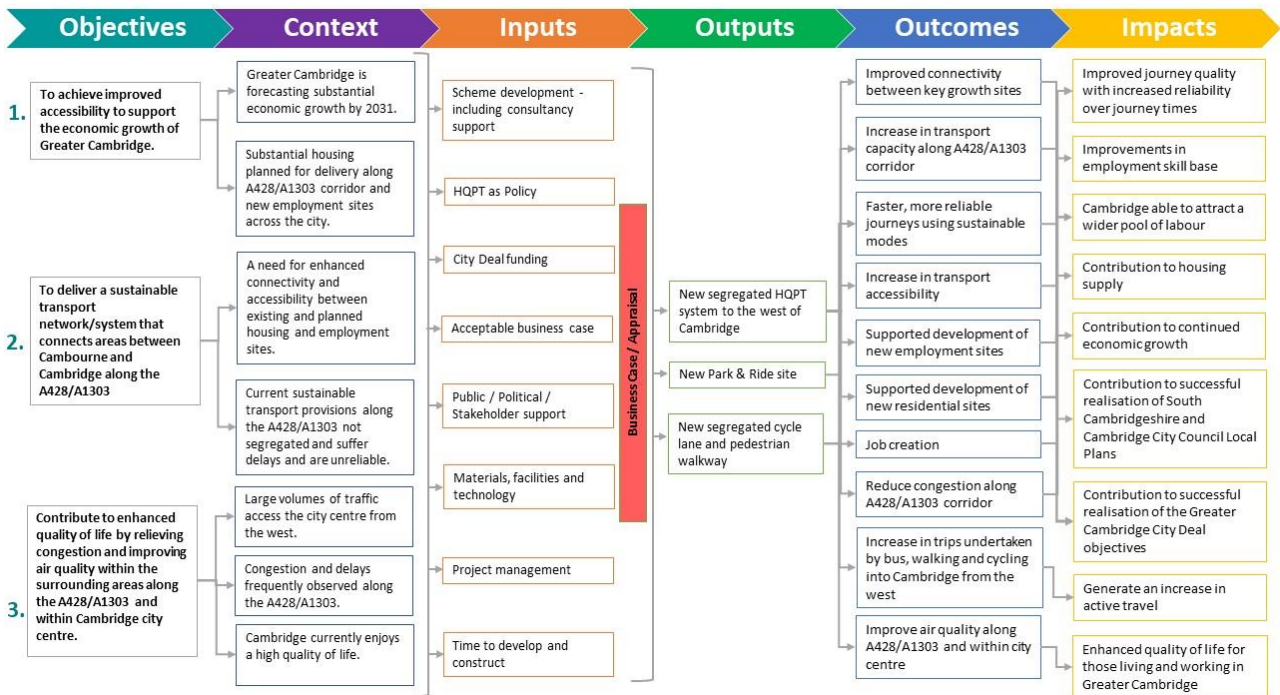 Objectives
Context
Inputs
Outputs
Outcomes
Impacts
1.
To achieve improved
accessibility to support
the economic growth of
Greater Cambridge.
2.
To deliver a sustainable
transport
network/system that
connects areas between
Cambourne and
Cambridge along the
A428/A1303
3.
Contribute to enhanced
quality of life by relieving
congestion and improving
air quality within the
surrounding areas along
the A428/A1303 and
within Cambridge city
centre.
Greater Cambridge is
forecasting substantial
economic growth by 2031.
Substantial housing
planned for delivery along
A428/A1303 corridor and
new employment sites
across the city.
A need for enhanced
connectivity and
accessibility between
existing and planned
housing and employment
sites.
Current sustainable
transport provisions along
the A428/A1303 not
segregated and suffer
delays and are unreliable.
Large volumes of traffic
access the city centre from
the west.
Congestion and delays
frequently observed along
the A428/A1303.
Cambridge currently enjoys
a high quality of life.
Scheme development -
including consultancy
support
HQPT as Policy
City Deal funding
Acceptable business case
Public / Political /
Stakeholder support
Materials, facilities and
technology
Project management
Time to develop and
construct
Business Case / Appraisal
New segregated HQPT
system to the west of
Cambridge
New Park & Ride site
New segregated cycle
lane and pedestrian
walkway
Improved connectivity
between key growth sites
Increase in transport
capacity along A428/A1303
corridor
Faster, more reliable
journeys using sustainable
modes
Increase in transport
accessibility
Supported development of
new employment sites
Supported development of
new residential sites
Job creation
Reduce congestion along
A428/A1303 corridor
Increase in trips undertaken
by bus, walking and cycling
into Cambridge from the
west
Improve air quality along
A428/A1303 and within city
centre
Improved journey quality
with increased reliability
over journey times
Improvements in
employment skill base
Cambridge able to attract a
wider pool of labour
Contribution to housing
supply
Contribution to continued
economic growth
Contribution to successful
realisation of South
Cambridgeshire and
Cambridge City Council Local
Plans
Contribution to successful
realisation of the Greater
Cambridge City Deal
objectives
Generate an increase in
active travel
Enhanced quality of life for
those living and working in
Greater Cambridge